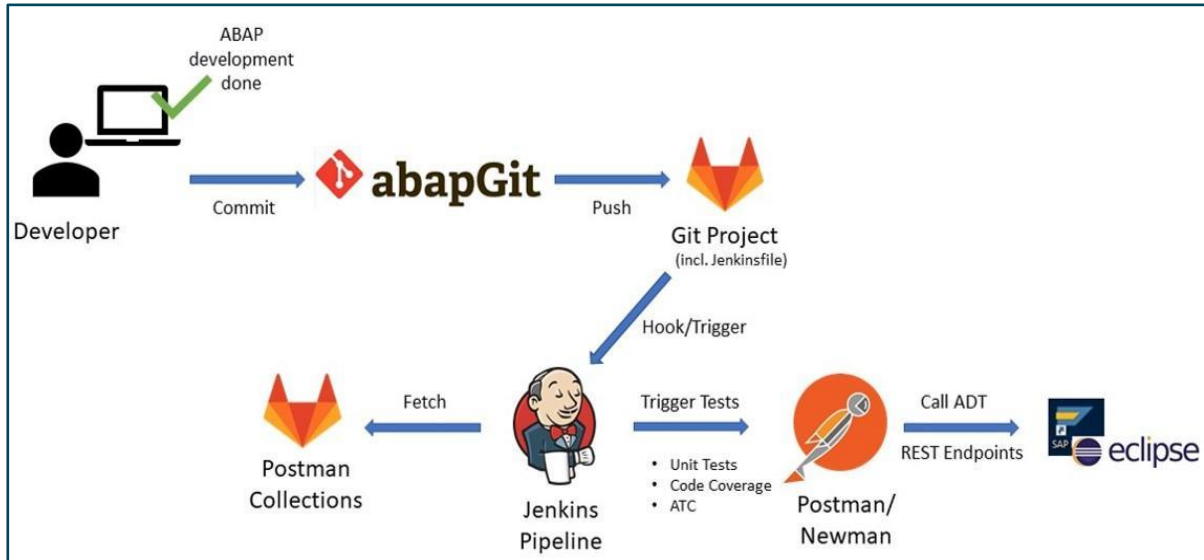 ABAP
development
done
Developer
Commit
abapGit
Push
Git Project
(incl. Jenkinsfile)
Hook/Trigger
Fetch
Postman
Collections
Jenkins
Pipeline
Trigger Tests
• Unit Tests
• Code Coverage
• ATC
Postman/
Newman
Call ADT
REST Endpoints
SAP
eclipse